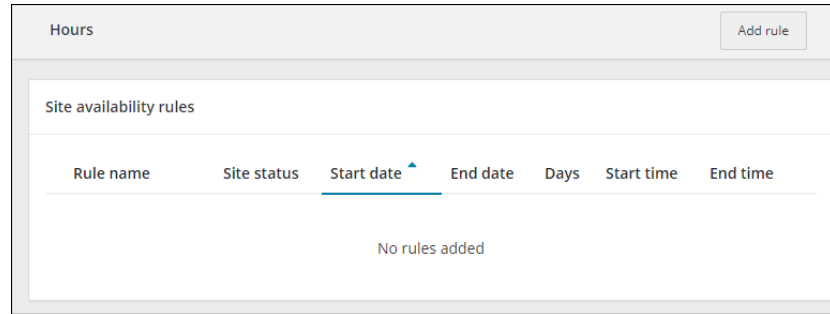 Hours Add rule
Site availability rules
Rule name Site status Start date End date Days Start time End time
No rules added